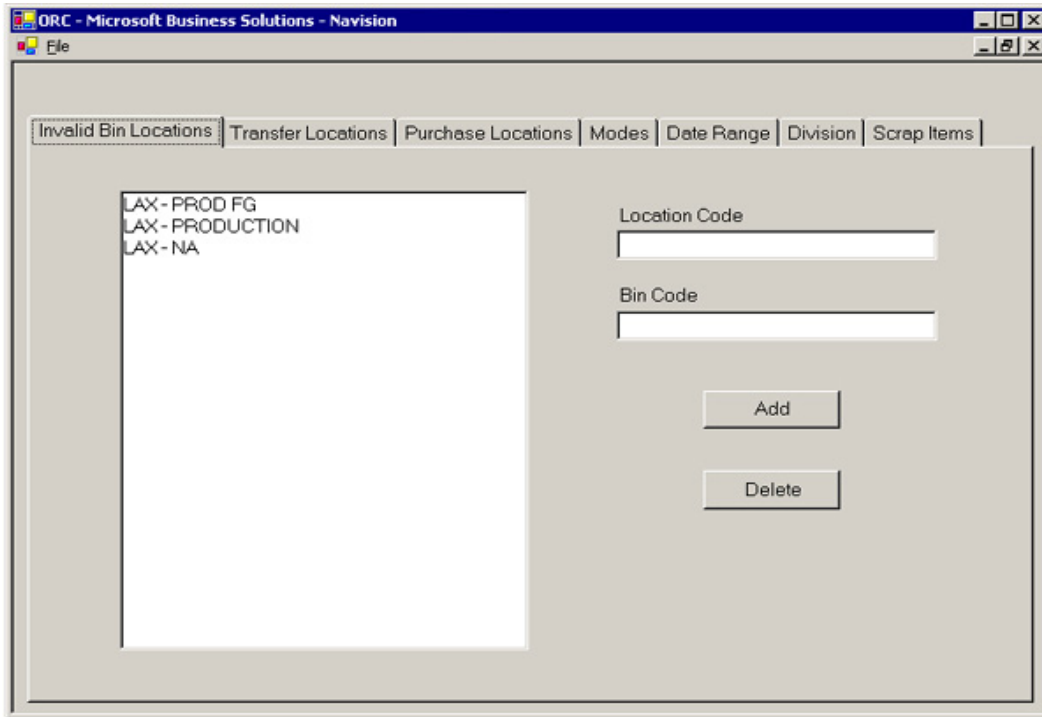 ORC - Microsoft Business Solutions - Navision
File
Invalid Bin Locations Transfer Locations Purchase Locations Modes Date Range Division Scrap Items
LAX - PROD FG
LAX - PRODUCTION
LAX - NA
Location Code
Bin Code
Add
Delete